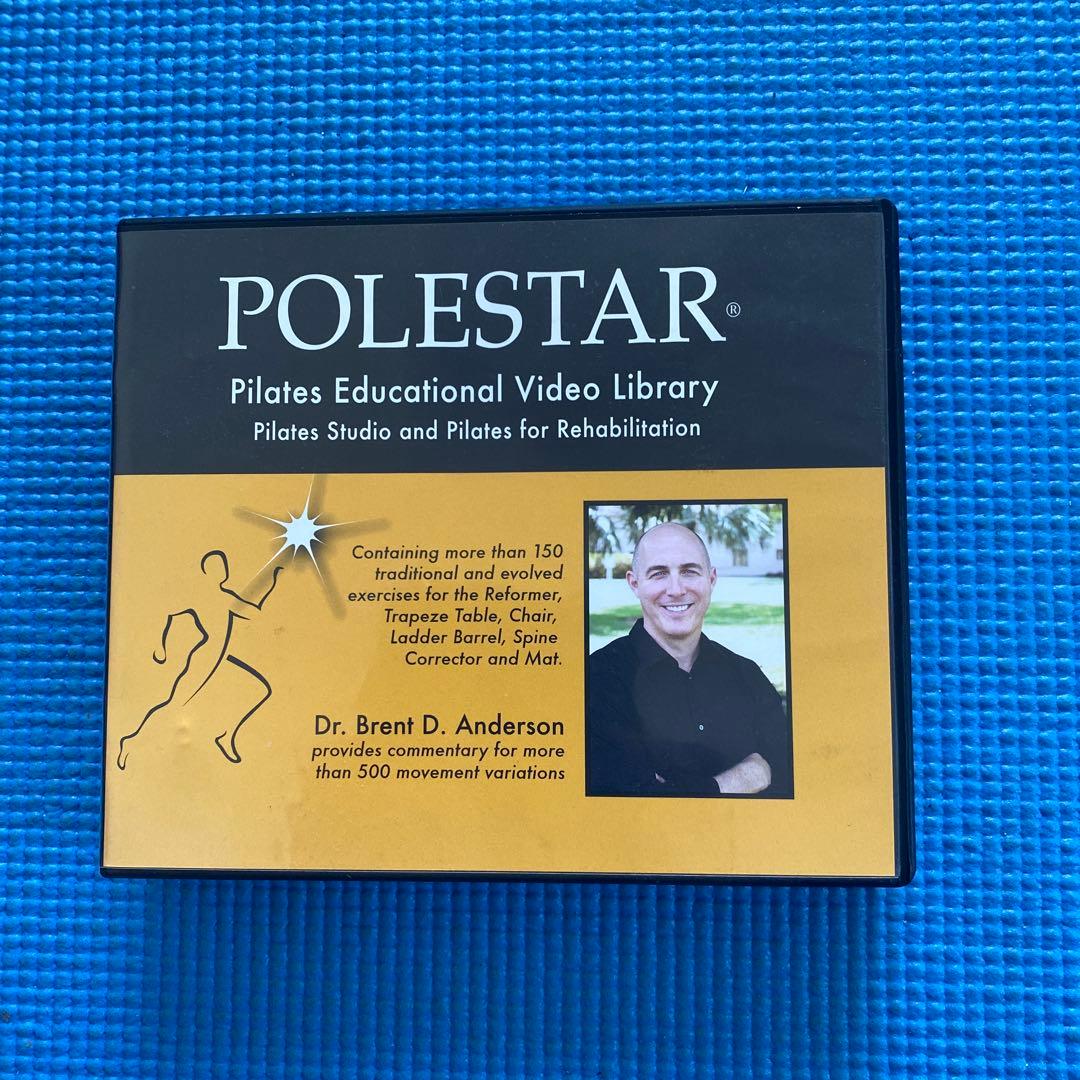 POLESTAR®
Pilates Educational Video Library
Pilates Studio and Pilates for Rehabilitation
Containing more than 150
traditional and evolved
exercises for the Reformer,
Trapeze Table, Chair,
Ladder Barrel, Spine
Corrector and Mat.
Dr. Brent D. Anderson
provides commentary for more
than 500 movement variations